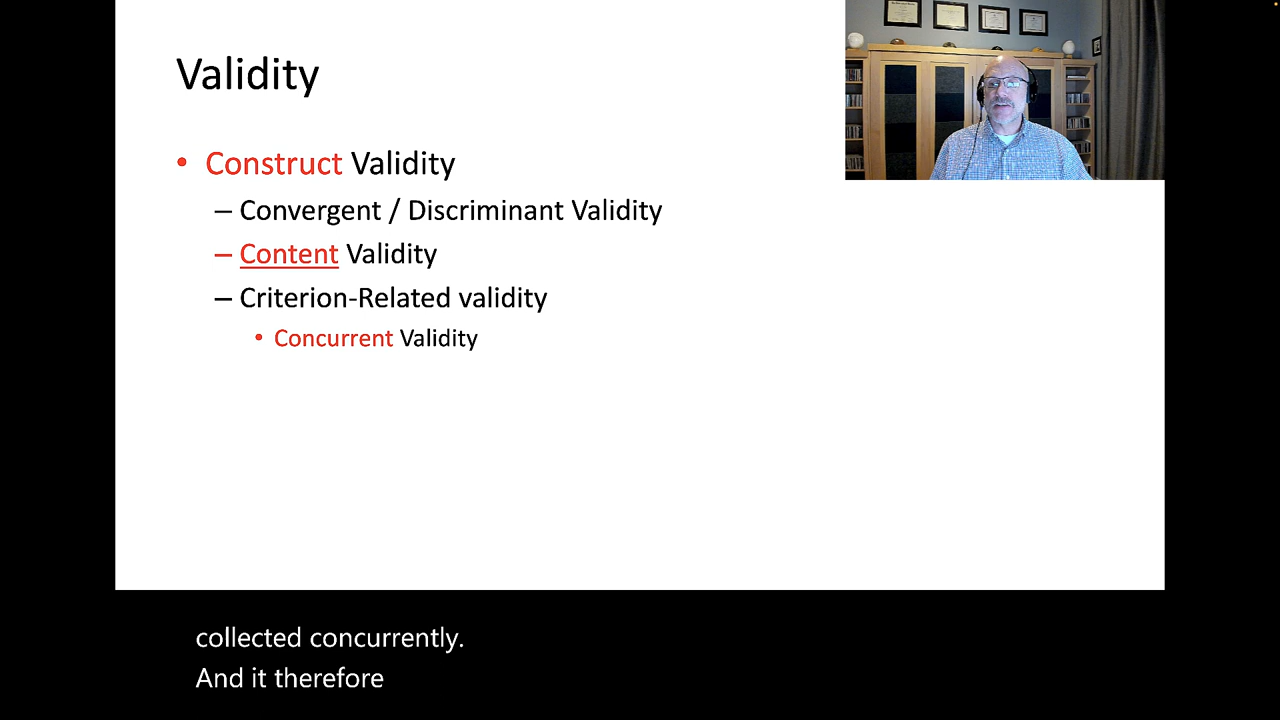 Validity
• Construct Validity
– Convergent / Discriminant Validity
– Content Validity
– Criterion-Related validity
• Concurrent Validity
collected concurrently.
And it therefore